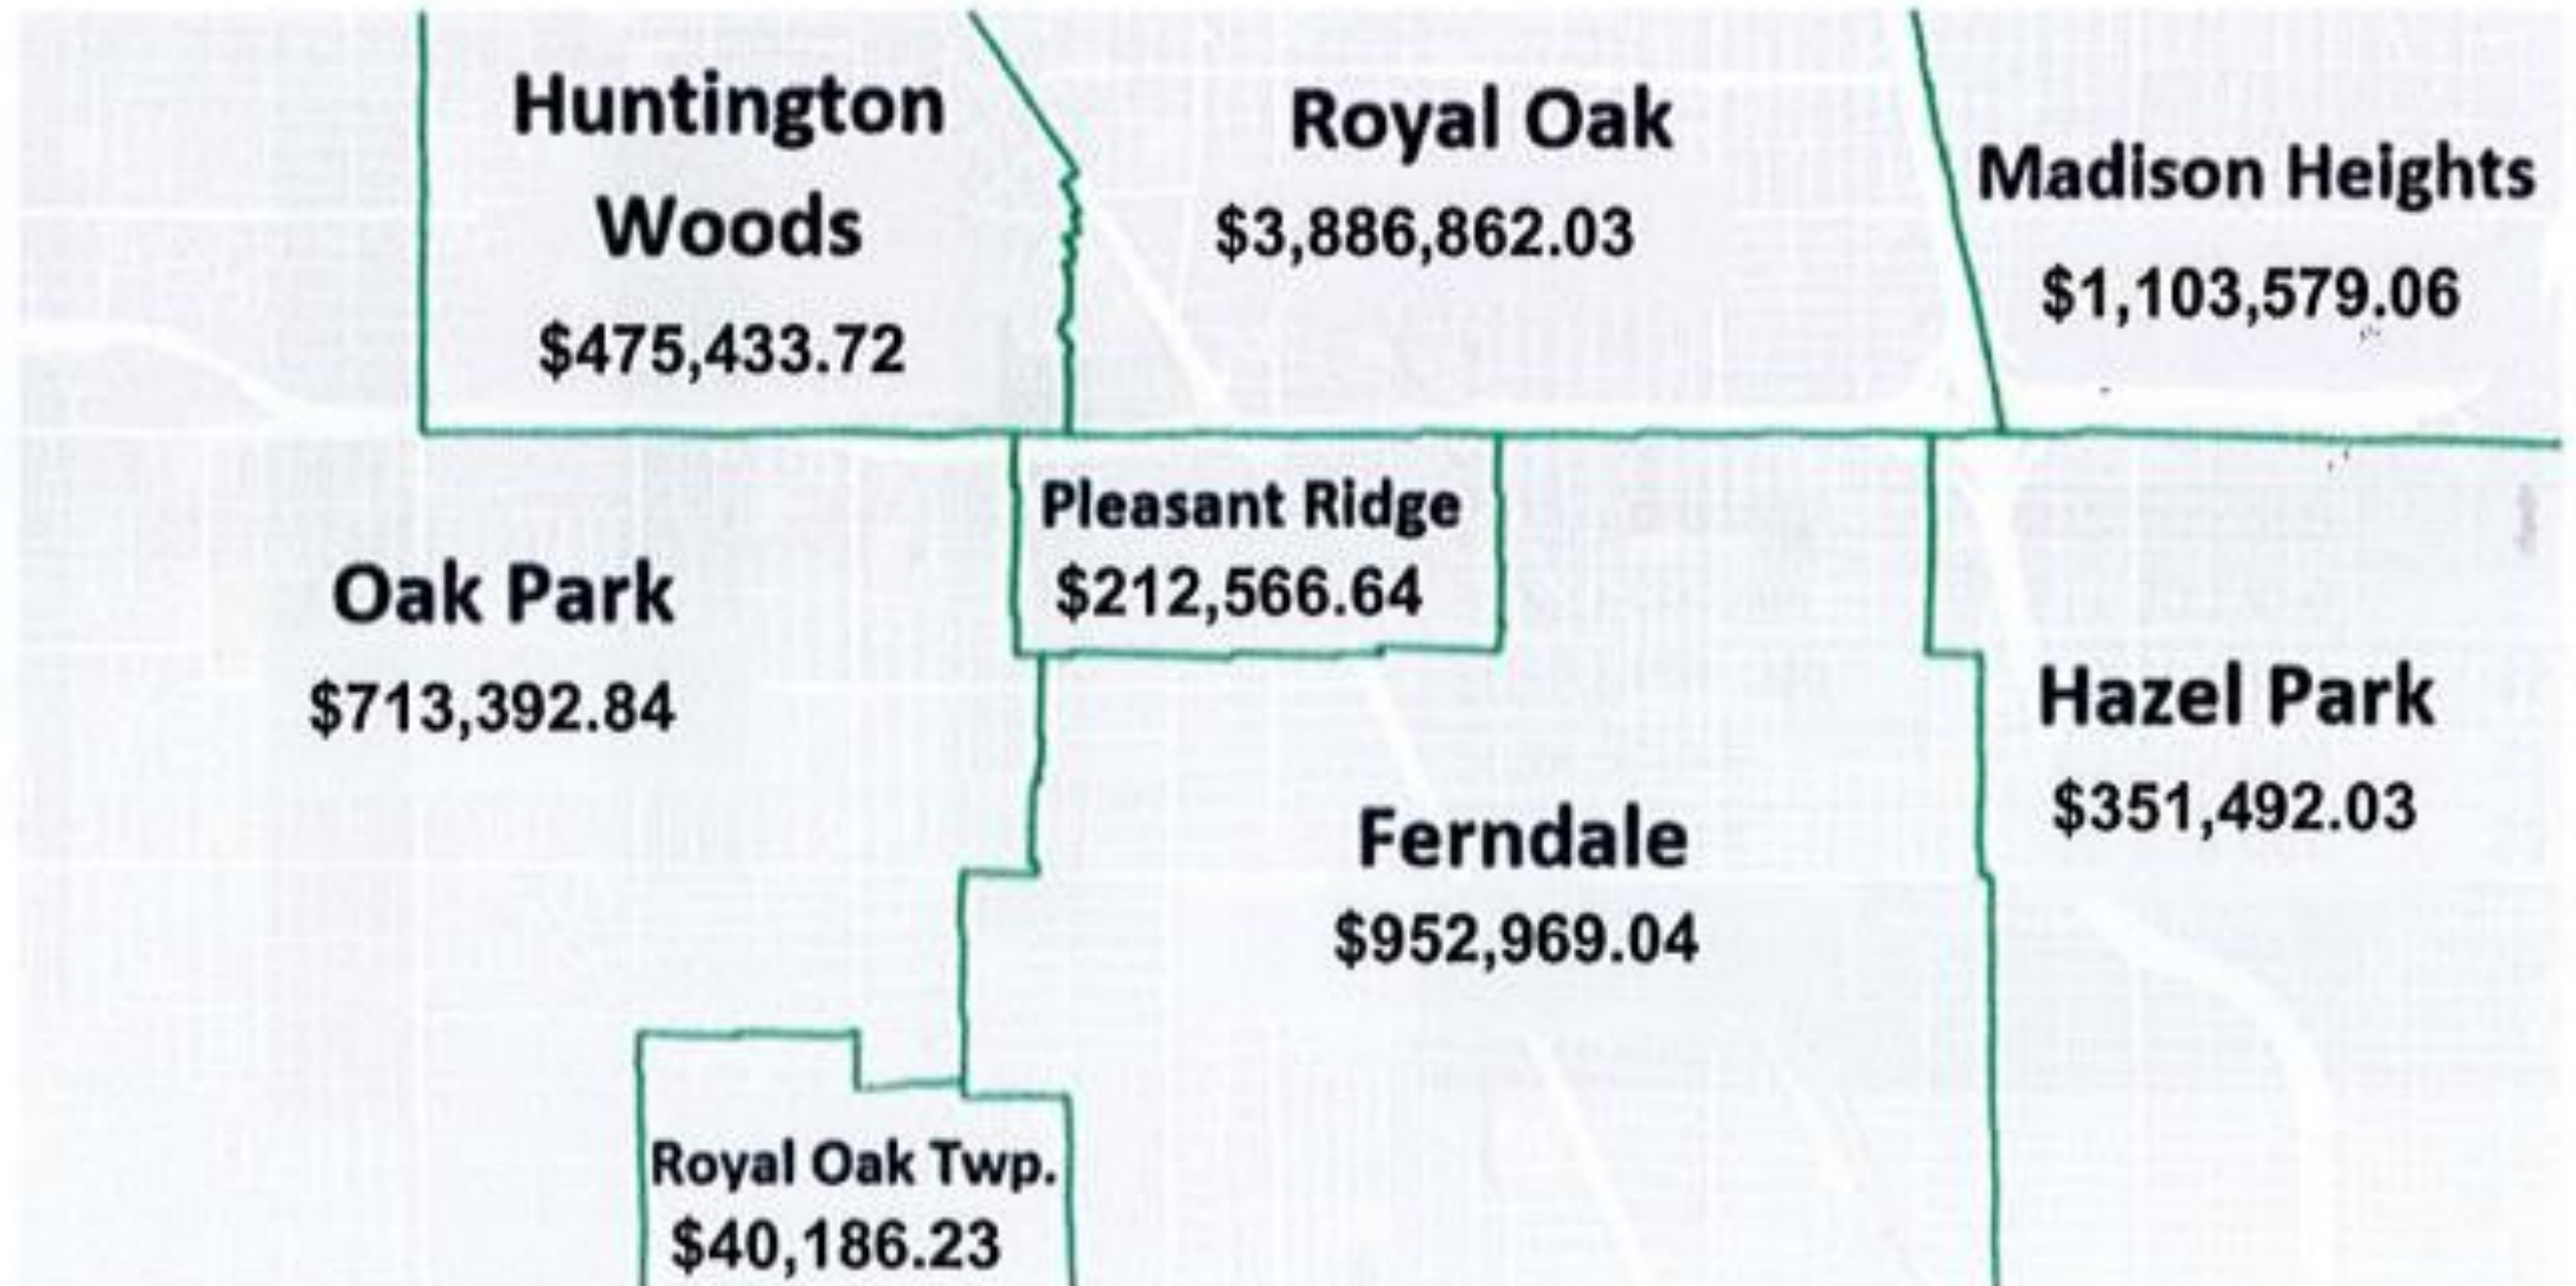 Huntington
Woods
$475,433.72
Royal Oak
$3,886,862.03
Madison Heights
$1,103,579.06
Oak Park
$713,392.84
Pleasant Ridge
$212,566.64
Ferndale
$952,969.04
Hazel Park
$351,492.03
Royal Oak Twp.
$40,186.23